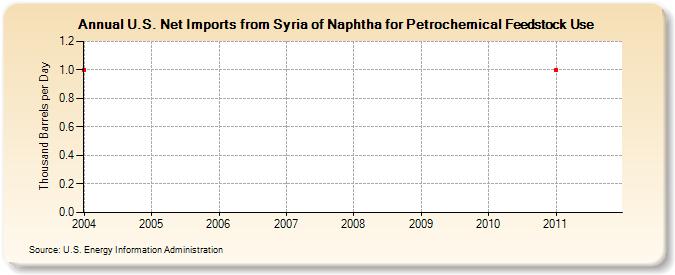 Annual U.S. Net Imports from Syria of Naphtha for Petrochemical Feedstock Use
Thousand Barrels per Day
1.2
1.0
0.8
0.6
0.4
0.2
0.0
2004 2005 2006 2007 2008 2009 2010 2011
Source: U.S. Energy Information Administration